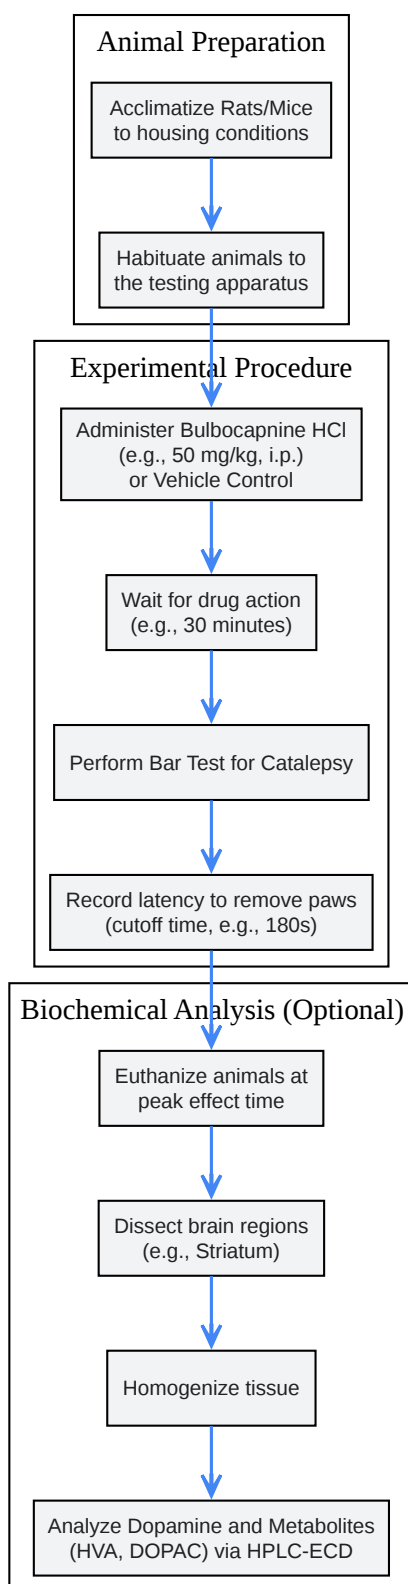 Animal Preparation
Acclimatize Rats/Mice
to housing conditions
Habituate animals to
the testing apparatus
Experimental Procedure
Administer Bulbocapnine HCl
(e.g., 50 mg/kg, i.p.)
or Vehicle Control
Wait for drug action
(e.g., 30 minutes)
Perform Bar Test for Catalepsy
Record latency to remove paws
(cutoff time, e.g., 180s)
Biochemical Analysis (Optional)
Euthanize animals at
peak effect time
Dissect brain regions
(e.g., Striatum)
Homogenize tissue
Analyze Dopamine and Metabolites
(HVA, DOPAC) via HPLC-ECD